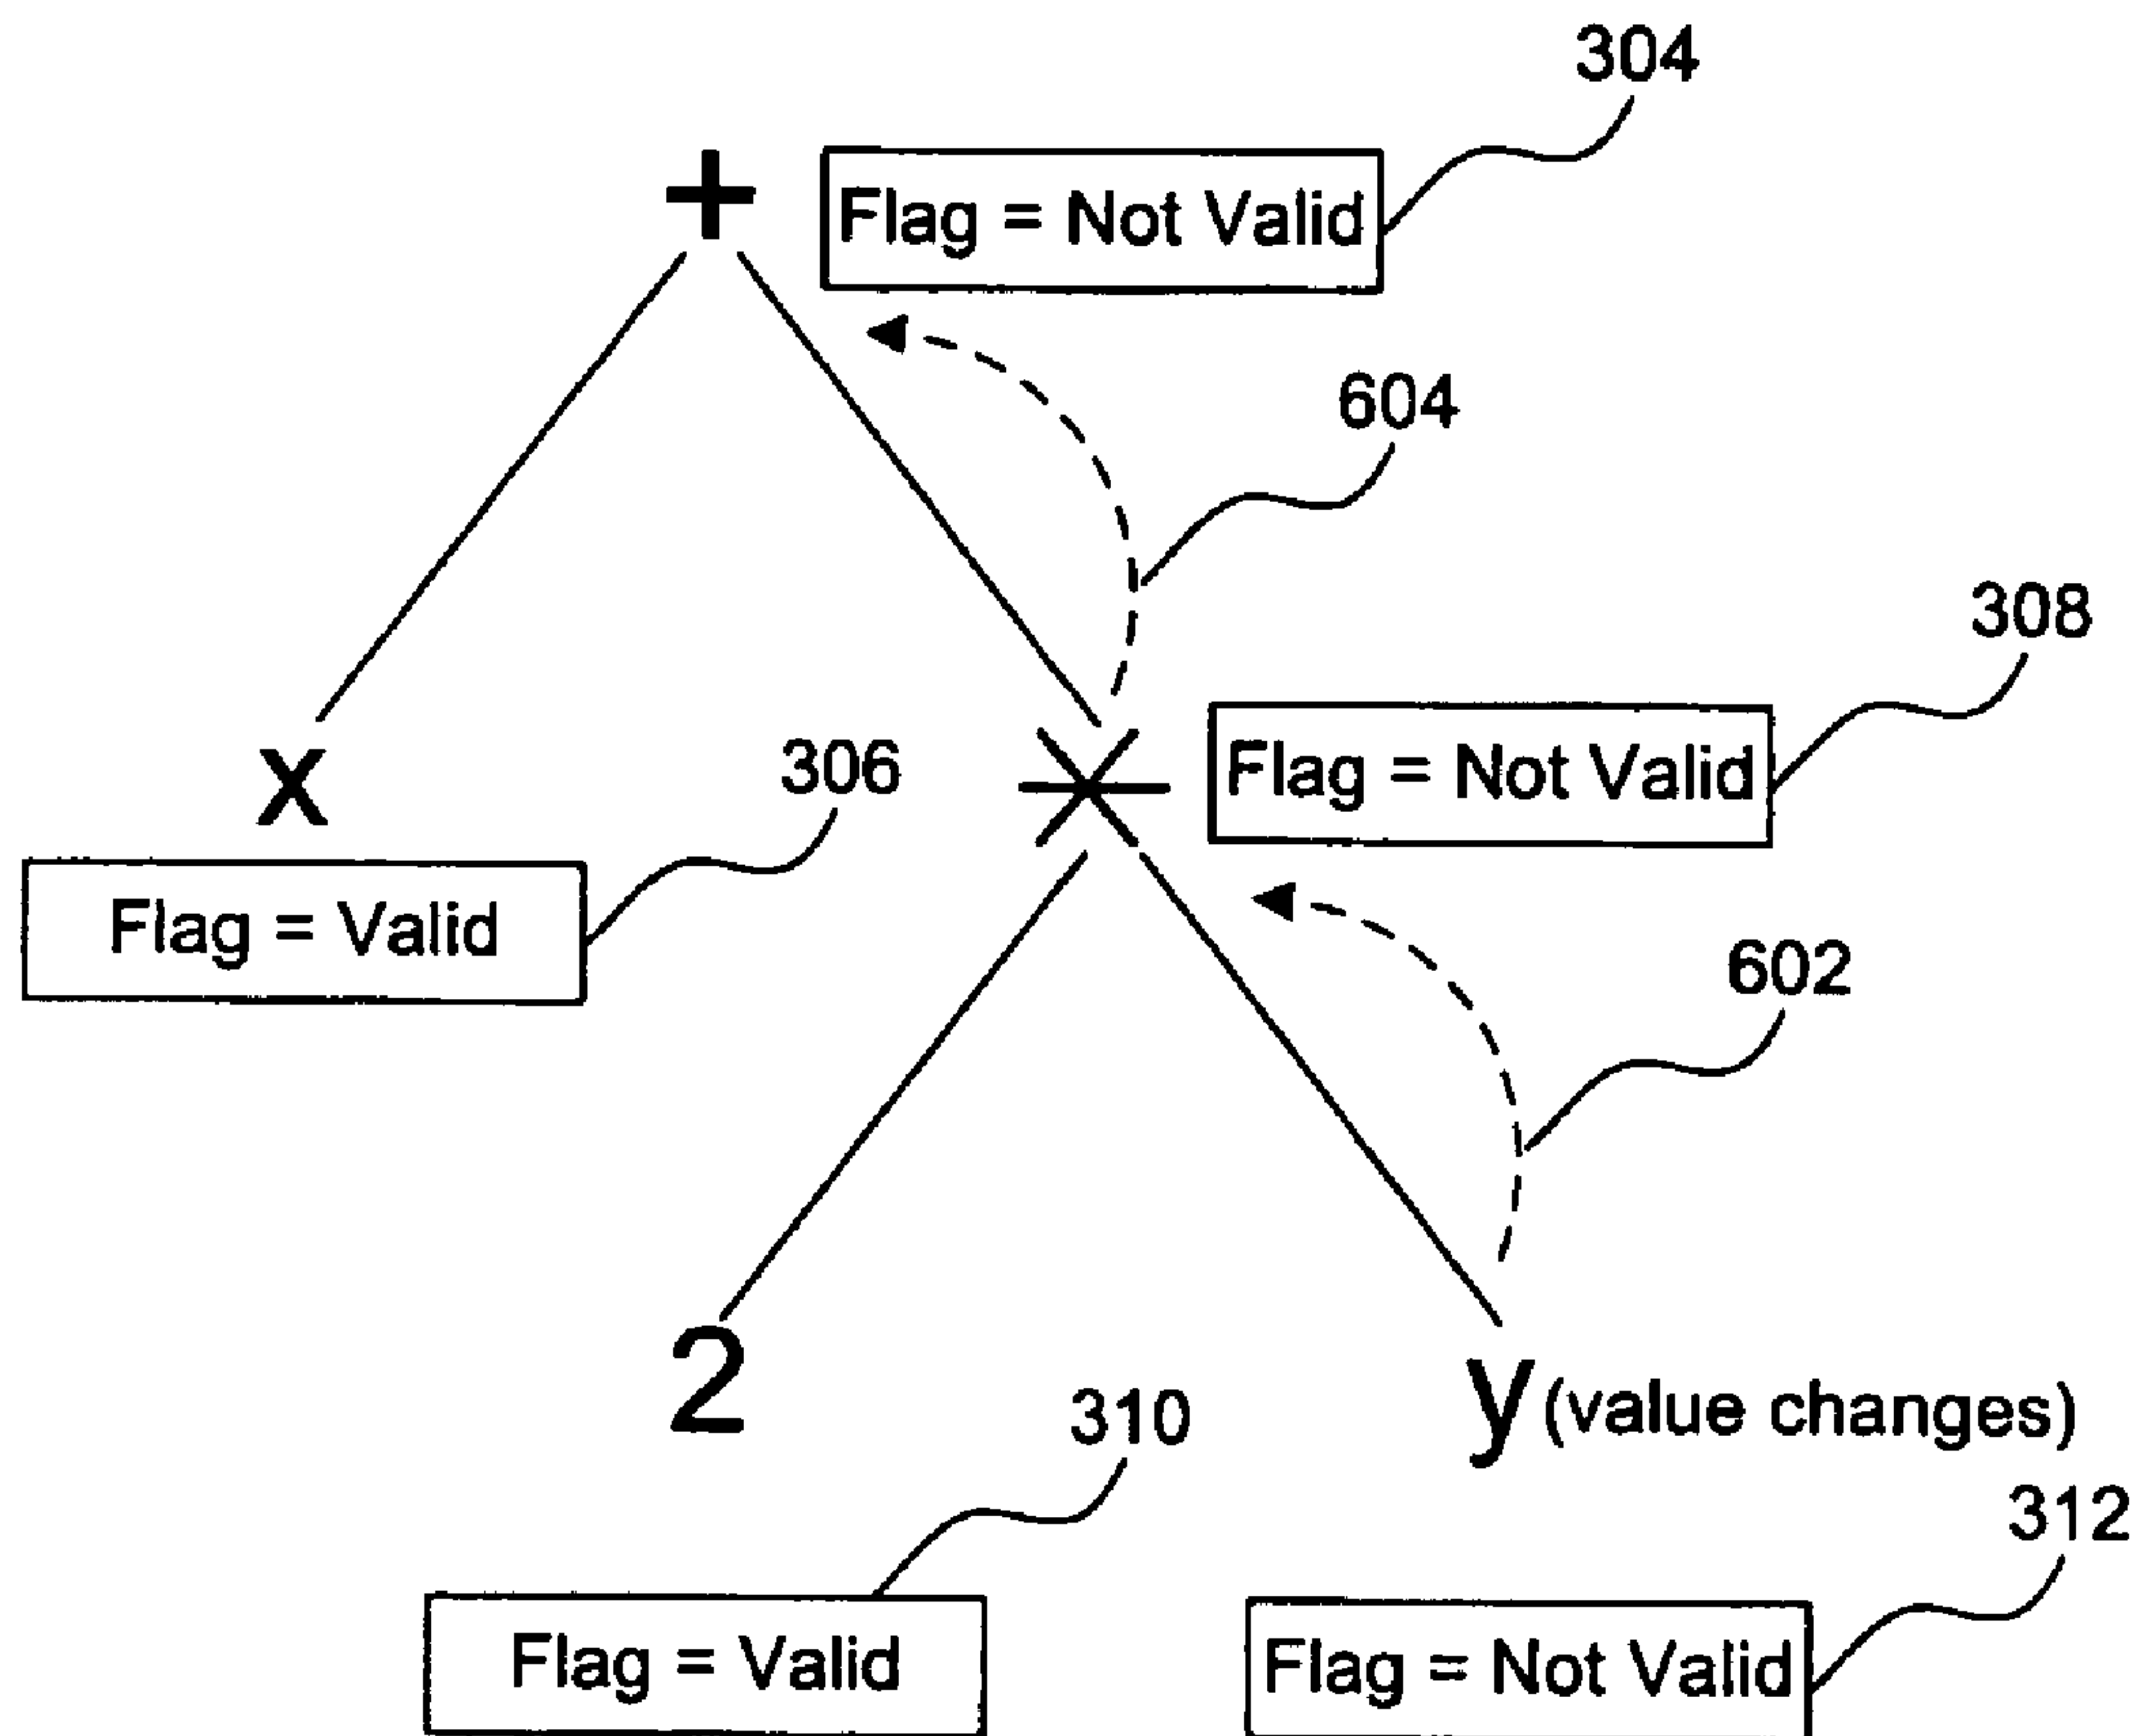 304
+
Flag = Not Valid
604
308
x
306
*
Flag = Not Valid
Flag = Valid
602
2
310
y (value changes)
312
Flag = Valid
Flag = Not Valid